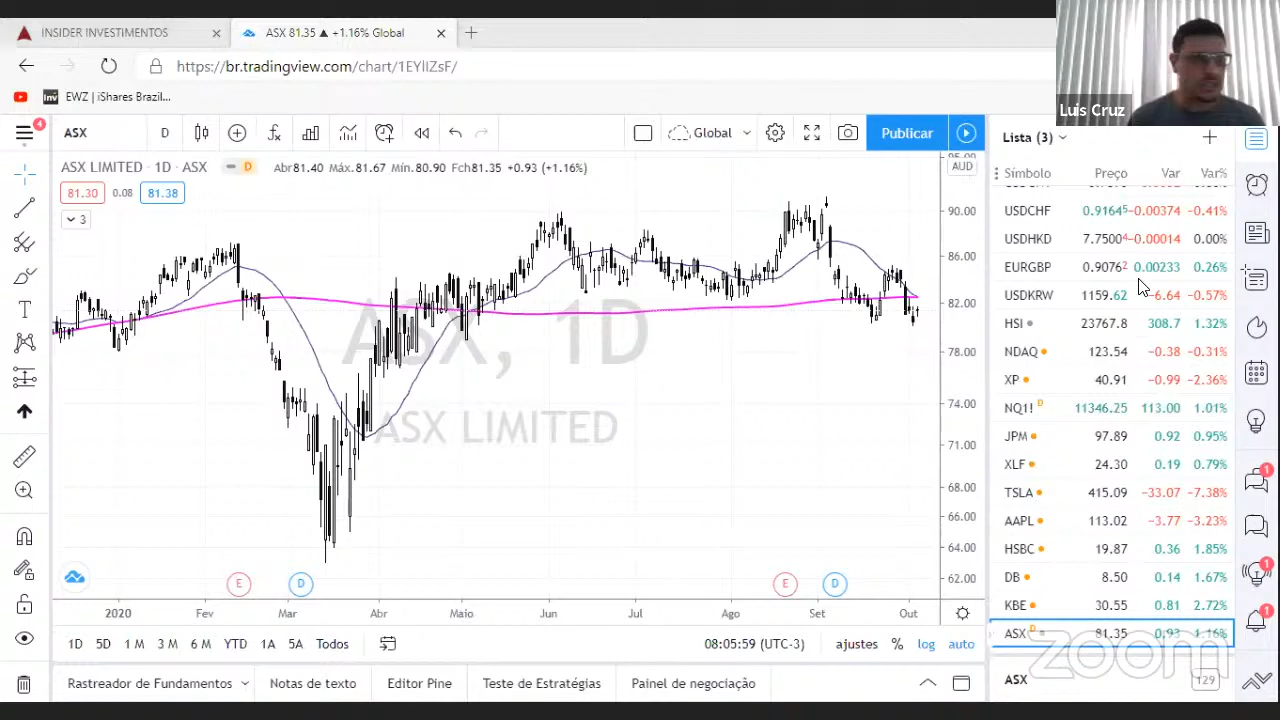 INSIDER INVESTIMENTOS
ASX 81.35 ▲ +1.16% Global
https://br.tradingview.com/chart/1EYlIZsF/
Luis Cruz
Inv EWZ | iShares Brazil...
4
ASX D Global Publicar
Lista (3)
ASX LIMITED · 1D · ASX D Abr81.40 Máx.81.67 Mín.80.90 Fch81.35 +0.93 (+1.16%)
AUD
95.00
81.30 0.08 81.38
3
Símbolo Preço Var Var%
USDCHF 0.91645 −0.00374 −0.41%
USDHKD 7.75004 −0.00014 0.00%
EURGBP 0.90762 0.00233 0.26%
USDKRW 1159.62 −6.64 −0.57%
HSI 23767.8 308.7 1.32%
NDAQ 123.54 −0.38 −0.31%
XP 40.91 −0.99 −2.36%
NQ1! D 11346.25 113.00 1.01%
JPM 97.89 0.92 0.95%
XLF 24.30 0.19 0.79%
TSLA 415.09 −33.07 −7.38%
AAPL 113.02 −3.77 −3.23%
HSBC 19.87 0.36 1.85%
DB 8.50 0.14 1.67%
KBE 30.55 0.81 2.72%
ASX D 81.35 0.93 1.16%
90.00
86.00
82.00
78.00
74.00
71.00
68.00
66.00
64.00
62.00
ASX, 1D
ASX LIMITED
E D E D
2020 Fev Mar Abr Maio Jun Jul Ago Set Out
1D 5D 1M 3M 6M YTD 1A 5A Todos 08:05:59 (UTC-3) ajustes % log auto
Rastreador de Fundamentos Notas de texto Editor Pine Teste de Estratégias Painel de negociação
ASX 129
zoom
1
1
1